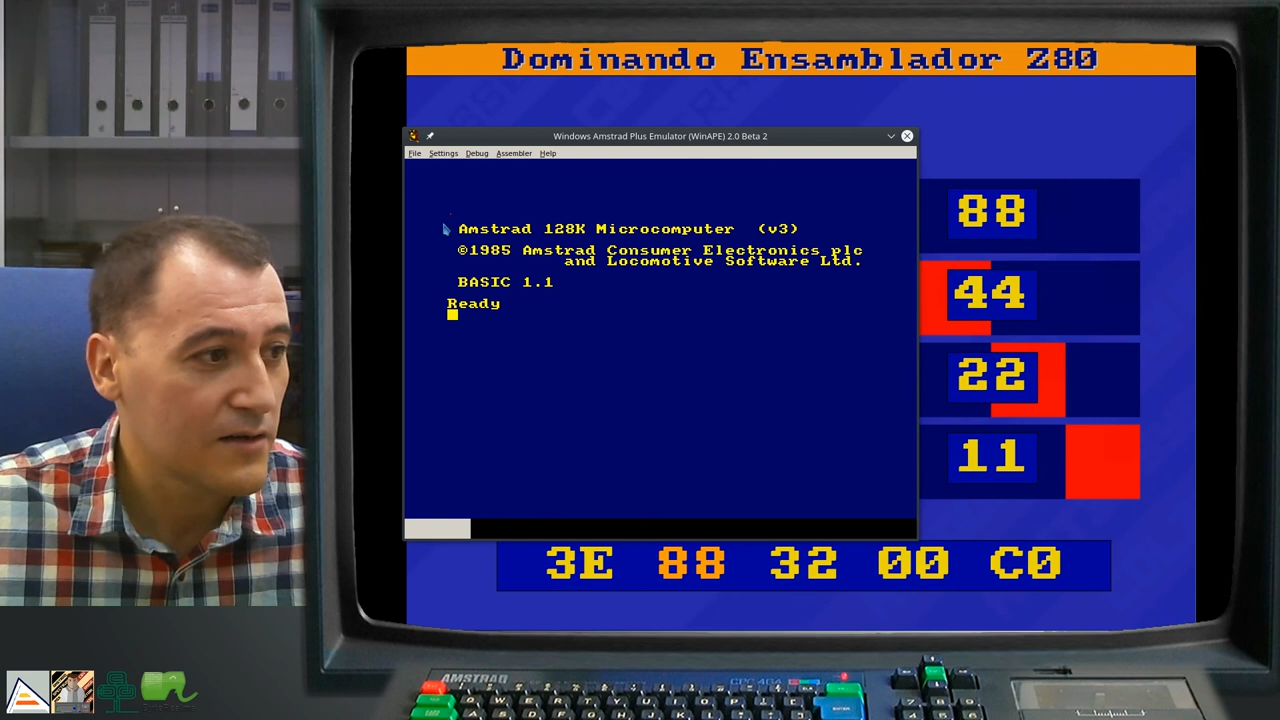 Dominando Ensamblador Z80
Windows Amstrad Plus Emulator (WinAPE) 2.0 Beta 2
File Settings Debug Assembler Help
Amstrad 128K Microcomputer (v3)
©1985 Amstrad Consumer Electronics plc
and Locomotive Software Ltd.
BASIC 1.1
Ready
88
44
22
11
3E 88 32 00 C0
AMSTRAD
CPC 464